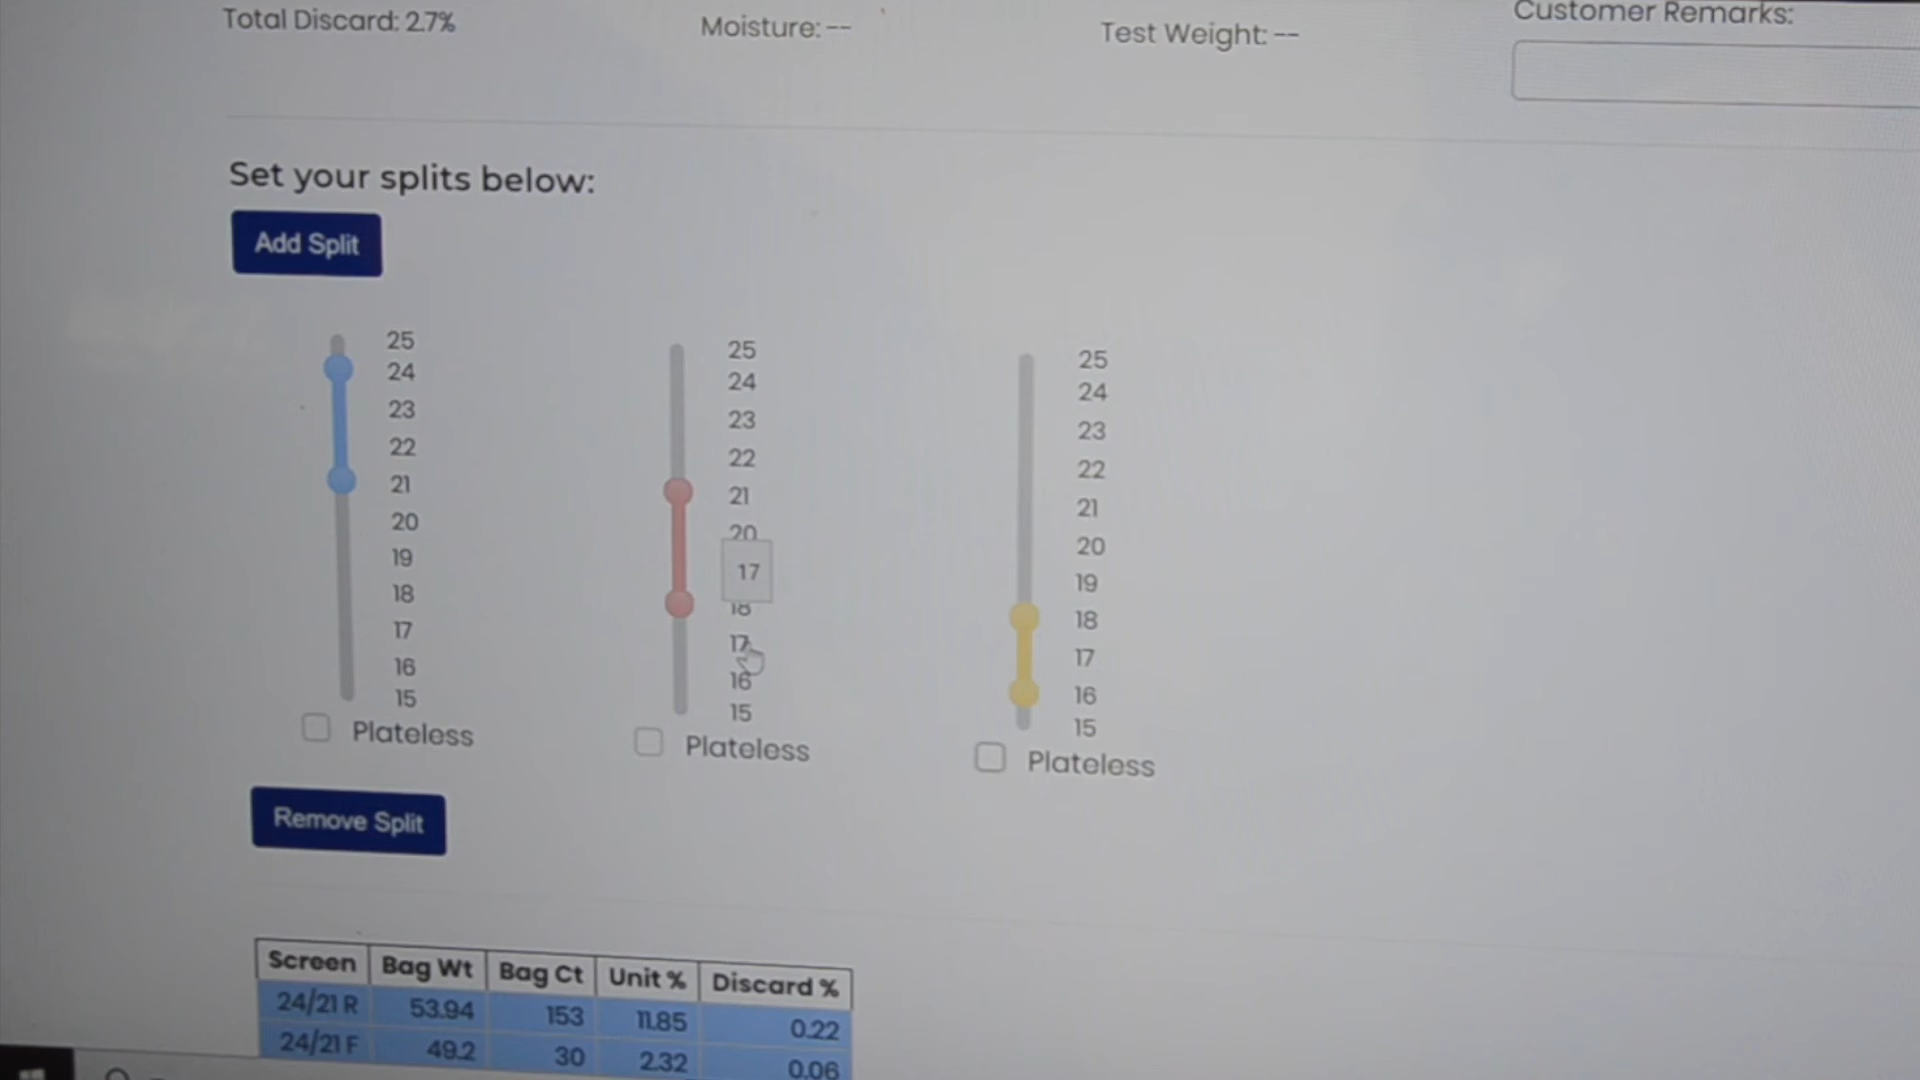 Total Discard: 2.7%
Moisture: --
Test Weight: --
Customer Remarks:
Set your splits below:
Add Split
25
24
23
22
21
20
19
18
17
16
15
Plateless
25
24
23
22
21
20
17
18
17
16
15
Plateless
25
24
23
22
21
20
19
18
17
16
15
Plateless
Remove Split
Screen Bag Wt Bag Ct Unit % Discard %
24/21 R 53.94 153 11.85 0.22
24/21 F 49.2 30 2.32 0.06